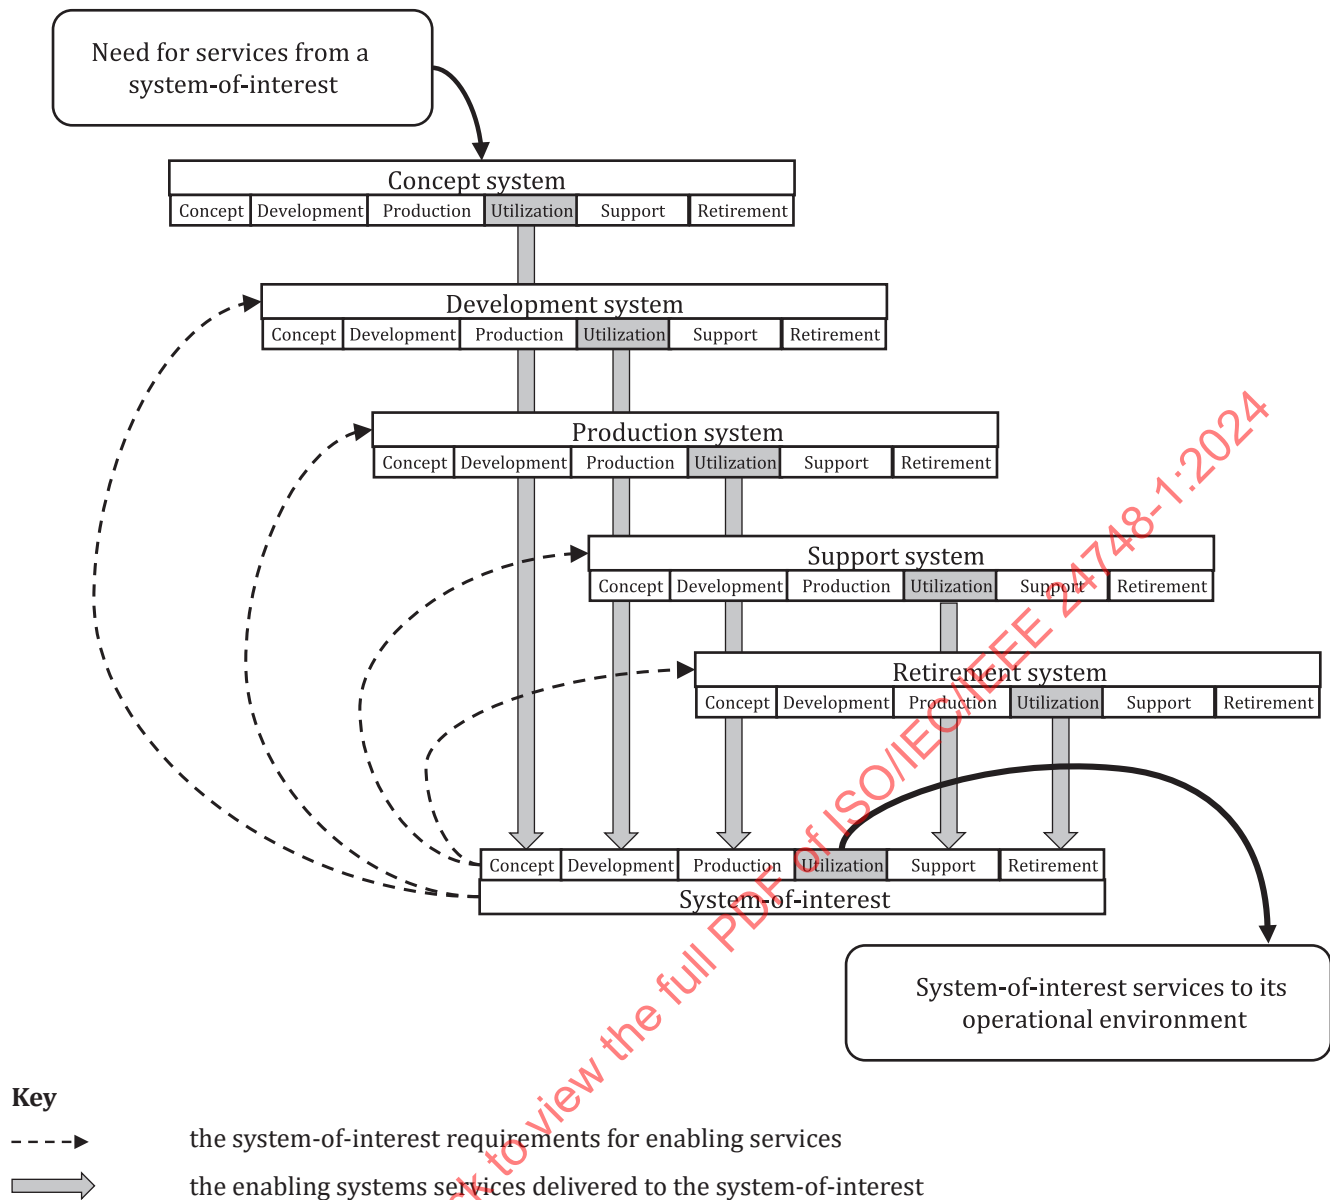 Need for services from a
system-of-interest
Concept system
Concept Development Production Utilization Support Retirement
Development system
Concept Development Production Utilization Support Retirement
Production system
Concept Development Production Utilization Support Retirement
Support system
Concept Development Production Utilization Support Retirement
Retirement system
Concept Development Production Utilization Support Retirement
Concept Development Production Utilization Support Retirement
System-of-interest
System-of-interest services to its
operational environment
Key
the system-of-interest requirements for enabling services
the enabling systems services delivered to the system-of-interest
to view the full PDF of ISO/IEC/IEEE 24748-1:2024